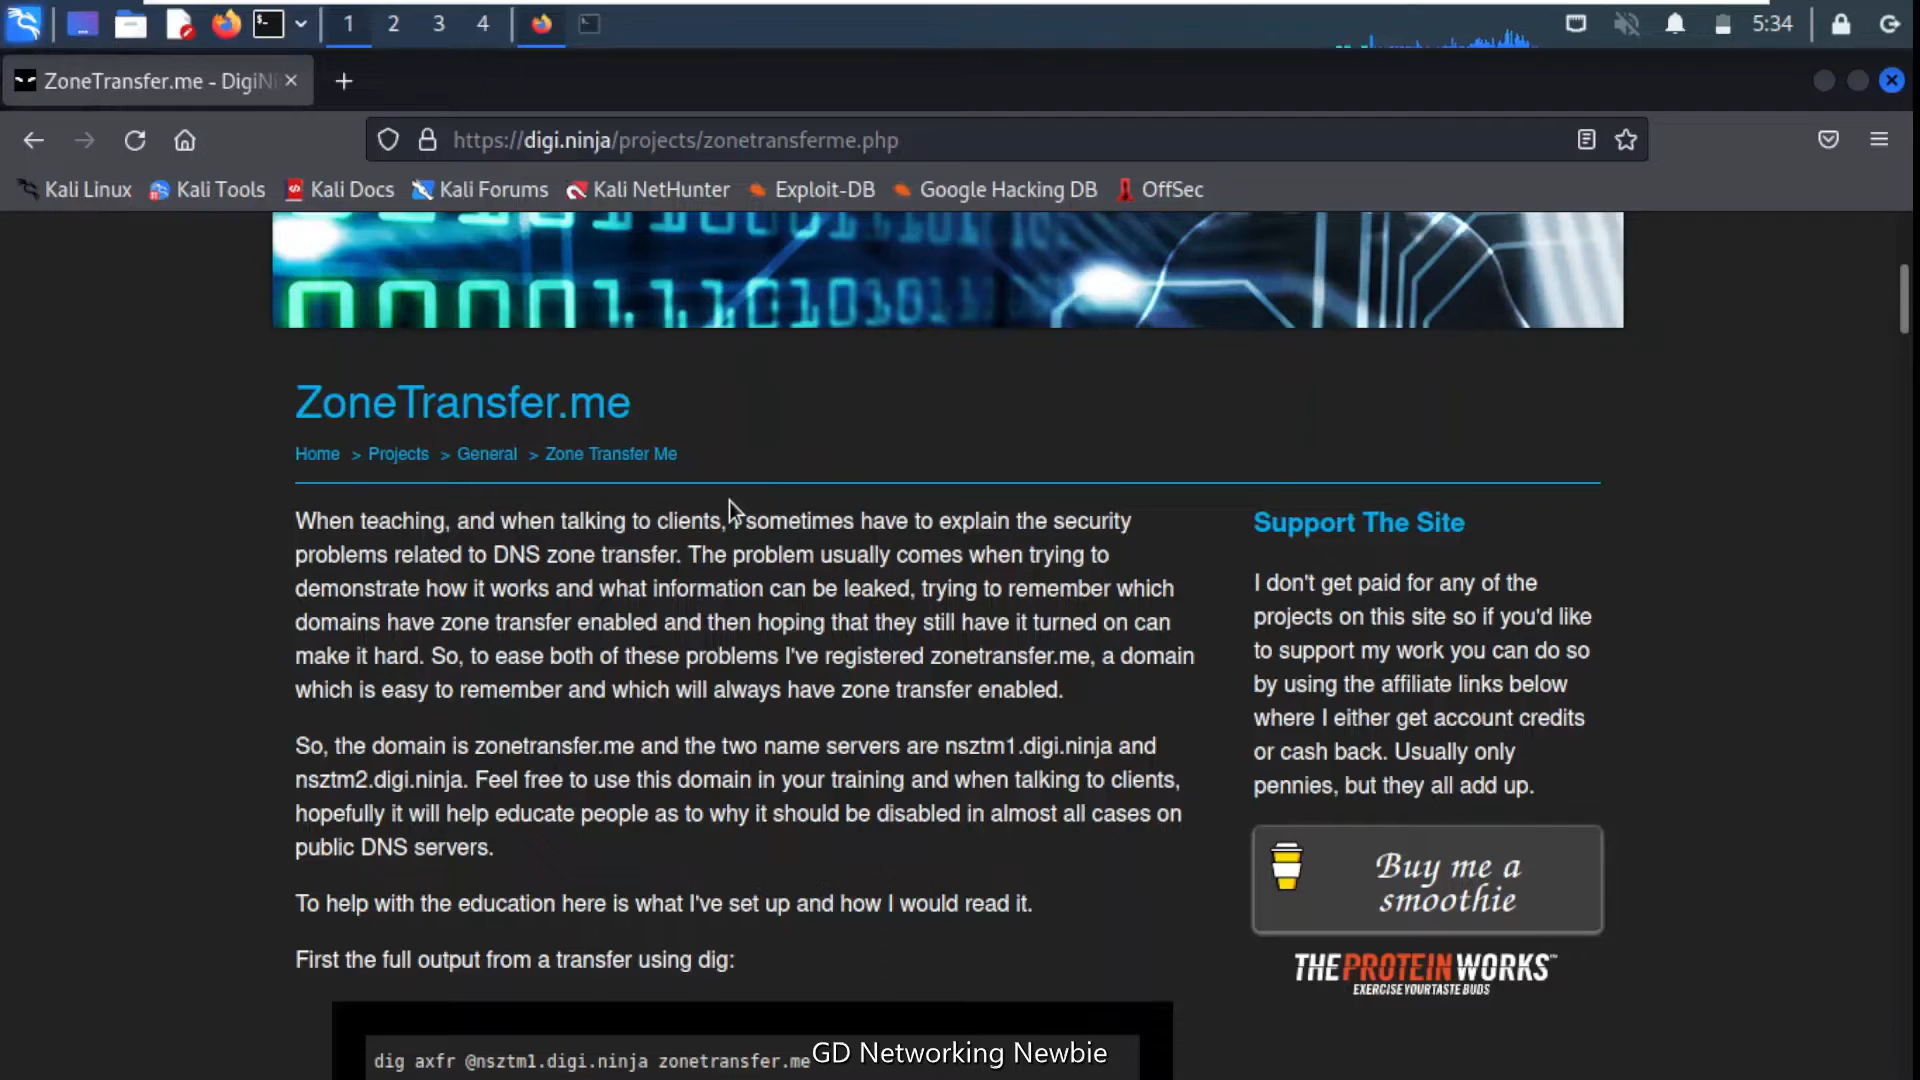 1 2 3 4 5:34
ZoneTransfer.me - DigiNi
https://digi.ninja/projects/zonetransferme.php
Kali Linux Kali Tools Kali Docs Kali Forums Kali NetHunter Exploit-DB Google Hacking DB OffSec
ZoneTransfer.me
Home > Projects > General > Zone Transfer Me
When teaching, and when talking to clients, I sometimes have to explain the security
problems related to DNS zone transfer. The problem usually comes when trying to
demonstrate how it works and what information can be leaked, trying to remember which
domains have zone transfer enabled and then hoping that they still have it turned on can
make it hard. So, to ease both of these problems I've registered zonetransfer.me, a domain
which is easy to remember and which will always have zone transfer enabled.
So, the domain is zonetransfer.me and the two name servers are nsztm1.digi.ninja and
nsztm2.digi.ninja. Feel free to use this domain in your training and when talking to clients,
hopefully it will help educate people as to why it should be disabled in almost all cases on
public DNS servers.
To help with the education here is what I've set up and how I would read it.
First the full output from a transfer using dig:
dig axfr @nsztm1.digi.ninja zonetransfer.me
Support The Site
I don't get paid for any of the
projects on this site so if you'd like
to support my work you can do so
by using the affiliate links below
where I either get account credits
or cash back. Usually only
pennies, but they all add up.
Buy me a
smoothie
THE PROTEIN WORKS™
EXERCISE YOUR TASTE BUDS
GD Networking Newbie